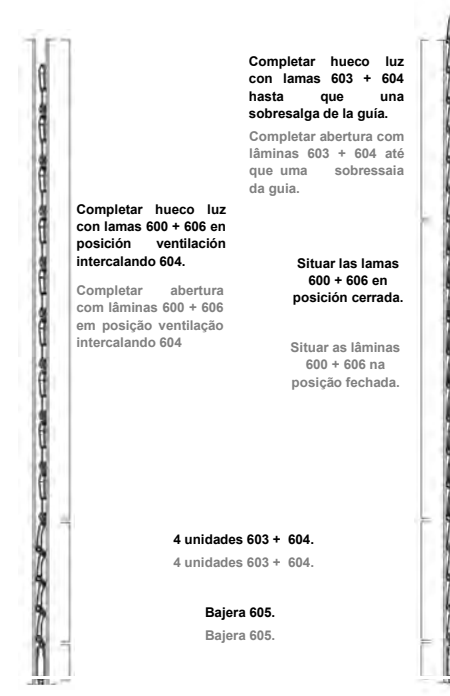 Completar hueco luz
con lamas 603 + 604
hasta que una
sobresalga de la guía.
Completar abertura com
lâminas 603 + 604 até
que uma sobressaia
da guia.
Completar hueco luz
con lamas 600 + 606 en
posición ventilación
intercalando 604.
Completar abertura
com lâminas 600 + 606
em posição ventilação
intercalando 604
Situar las lamas
600 + 606 en
posición cerrada.
Situar as lâminas
600 + 606 na
posição fechada.
4 unidades 603 + 604.
4 unidades 603 + 604.
Bajera 605.
Bajera 605.